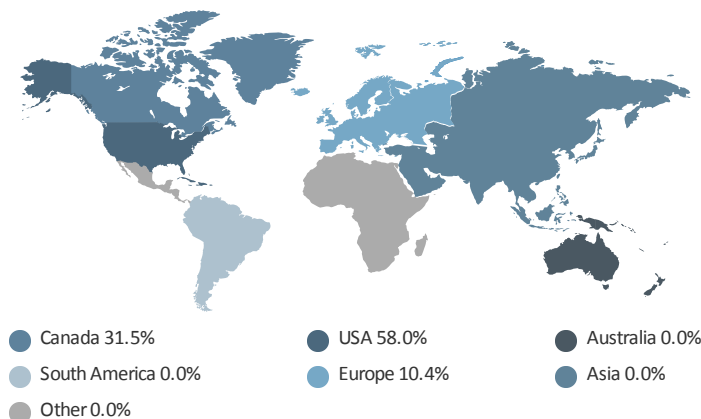 Canada 31.5%
USA 58.0%
Australia 0.0%
South America 0.0%
Europe 10.4%
Asia 0.0%
Other 0.0%